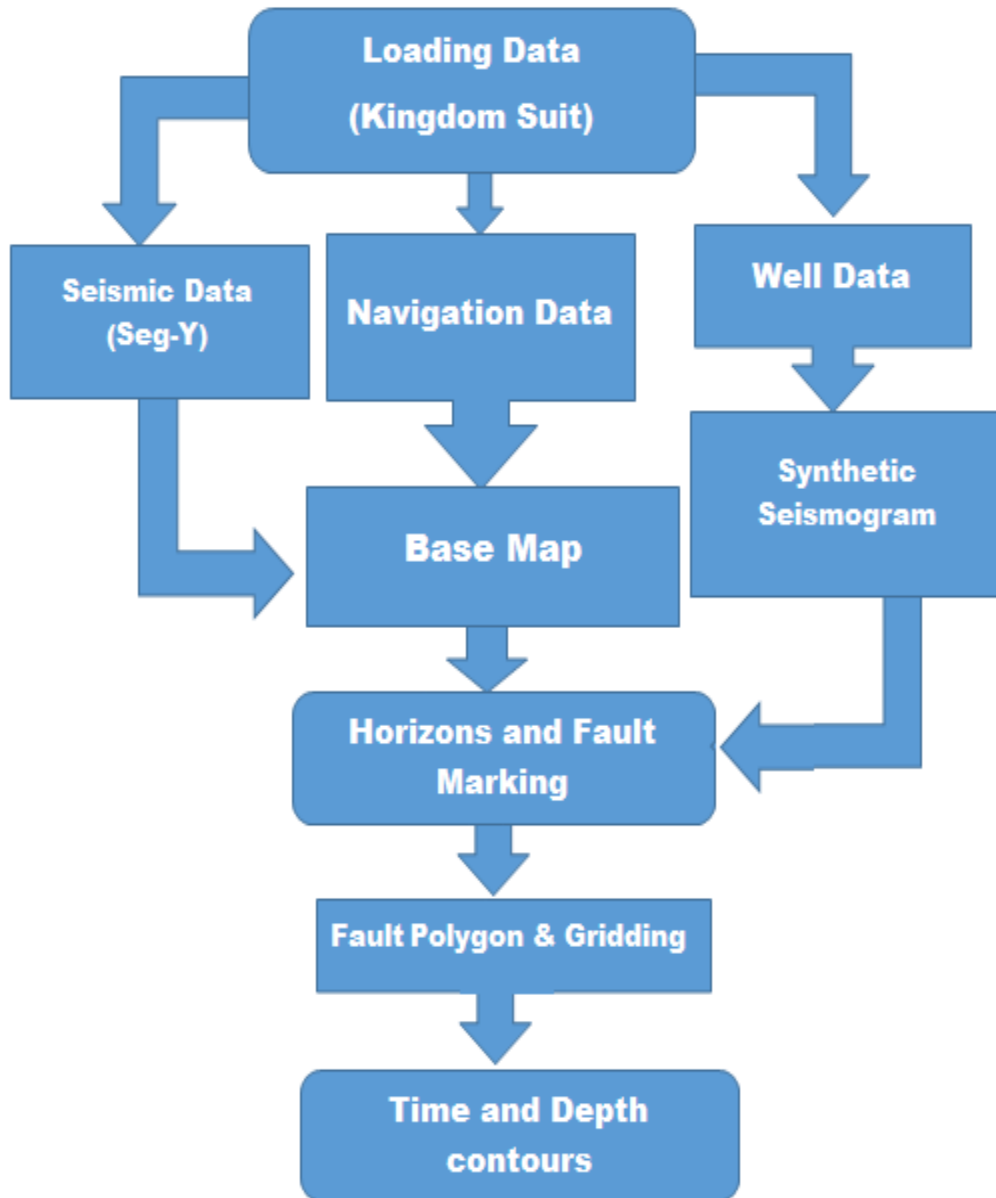 Loading Data
(Kingdom Suit)
Seismic Data
(Seg-Y)
Navigation Data
Well Data
Synthetic
Seismogram
Base Map
Horizons and Fault
Marking
Fault Polygon & Gridding
Time and Depth
contours